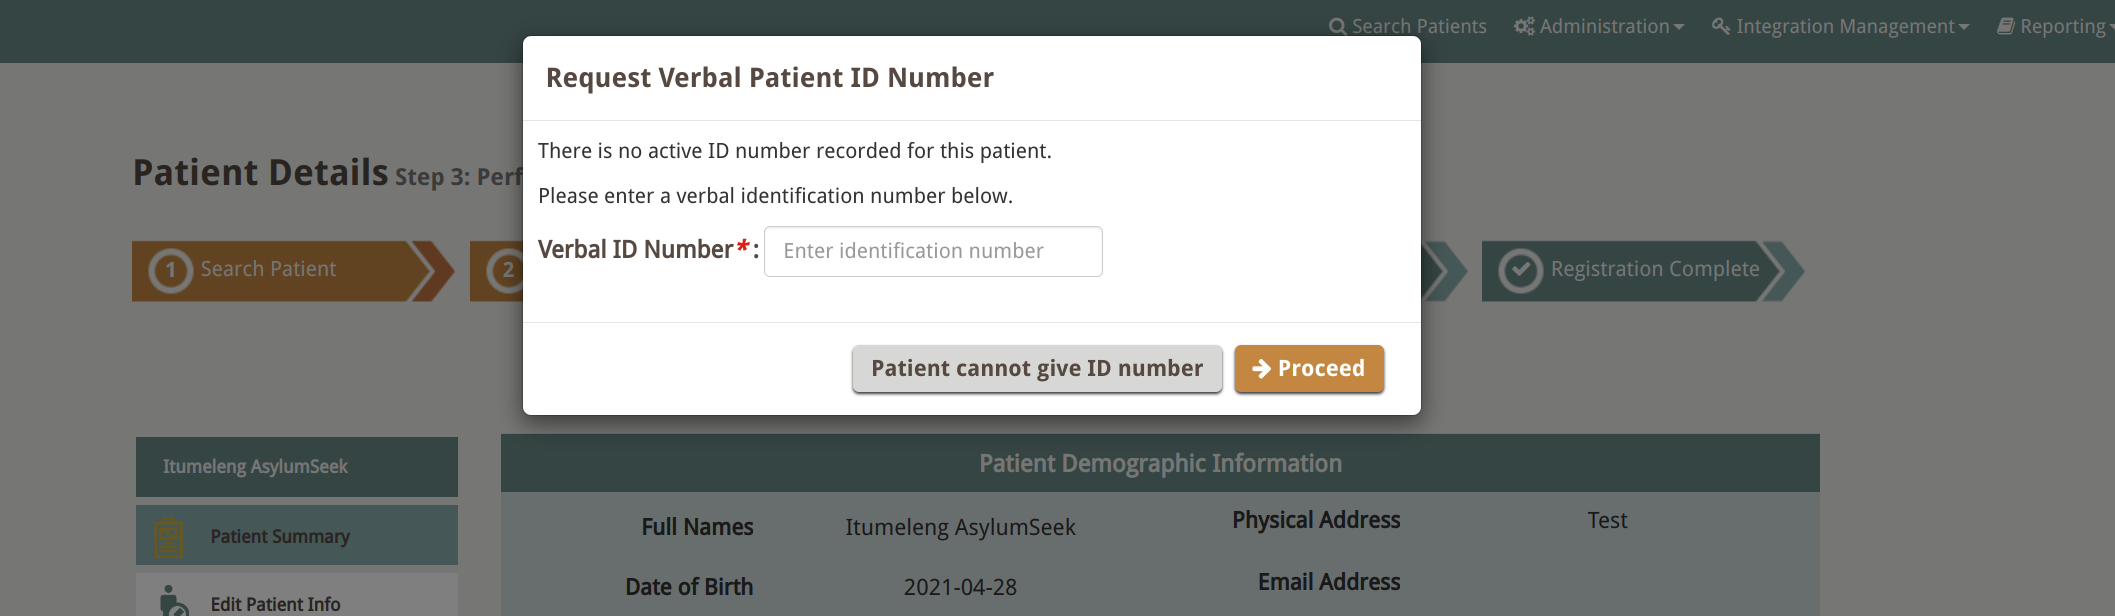 Search Patients Administration Integration Management Reporting
Request Verbal Patient ID Number
There is no active ID number recorded for this patient.
Patient Details Step 3: Perf
Please enter a verbal identification number below.
Verbal ID Number*: Enter identification number
1 Search Patient
2
Registration Complete
Patient cannot give ID number Proceed
Itumeleng AsylumSeek
Patient Summary
Edit Patient Info
Patient Demographic Information
Full Names Itumeleng AsylumSeek Physical Address Test
Date of Birth 2021-04-28 Email Address